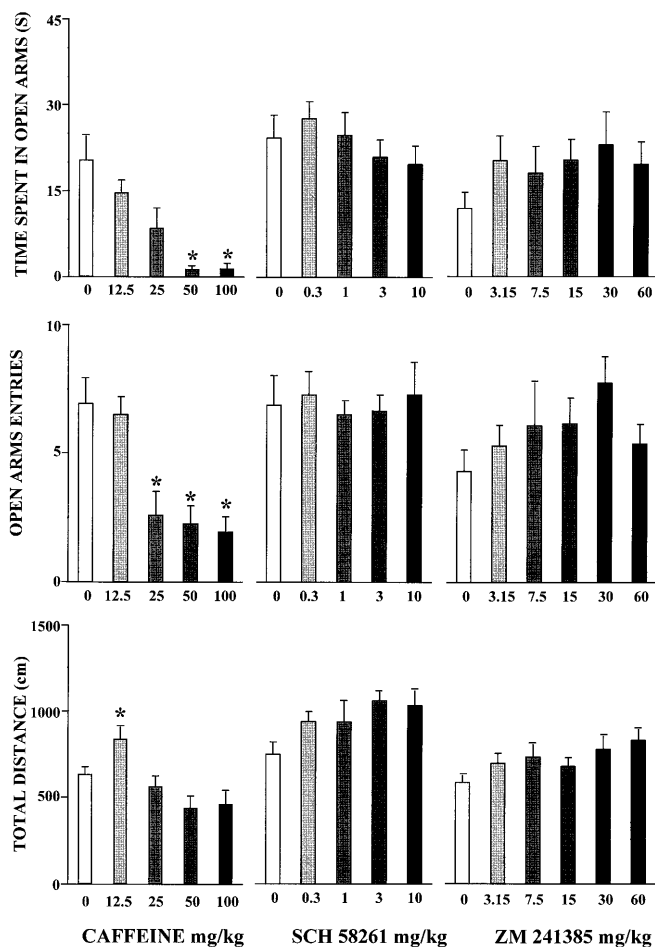 TIME SPENT IN OPEN ARMS (S)
45
30
15
0
* *
0 12.5 25 50 100
0 0.3 1 3 10
0 3.15 7.5 15 30 60
OPEN ARMS ENTRIES
10
5
0
* * *
0 12.5 25 50 100
0 0.3 1 3 10
0 3.15 7.5 15 30 60
TOTAL DISTANCE (cm)
1500
1000
500
0
*
0 12.5 25 50 100
0 0.3 1 3 10
0 3.15 7.5 15 30 60
CAFFEINE mg/kg
SCH 58261 mg/kg
ZM 241385 mg/kg